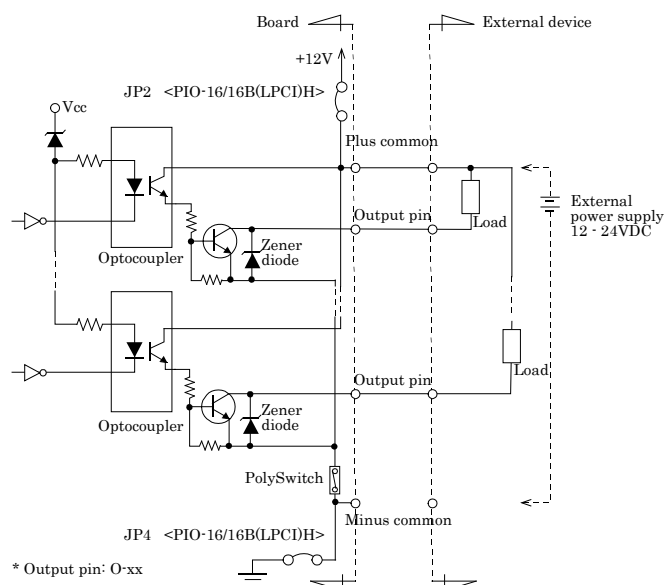 Board
External device
+12V
JP2 <PIO-16/16B(LPCI)H>
Vcc
Plus common
Output pin
Load
External
power supply
12 - 24VDC
Optocoupler
Zener
diode
Output pin
Load
Optocoupler
Zener
diode
PolySwitch
Minus common
JP4 <PIO-16/16B(LPCI)H>
* Output pin: O-xx